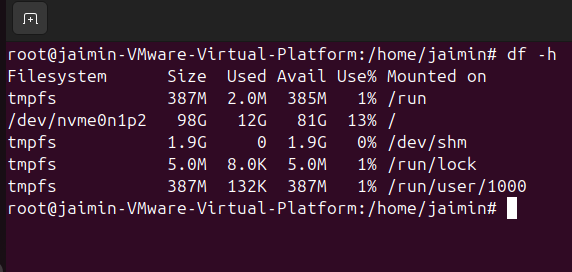 root@jaimin-VMware-Virtual-Platform:/home/jaimin# df -h
Filesystem      Size  Used Avail Use% Mounted on
tmpfs           387M  2.0M  385M   1% /run
/dev/nvme0n1p2   98G   12G   81G  13% /
tmpfs           1.9G     0  1.9G   0% /dev/shm
tmpfs           5.0M  8.0K  5.0M   1% /run/lock
tmpfs           387M  132K  387M   1% /run/user/1000
root@jaimin-VMware-Virtual-Platform:/home/jaimin#